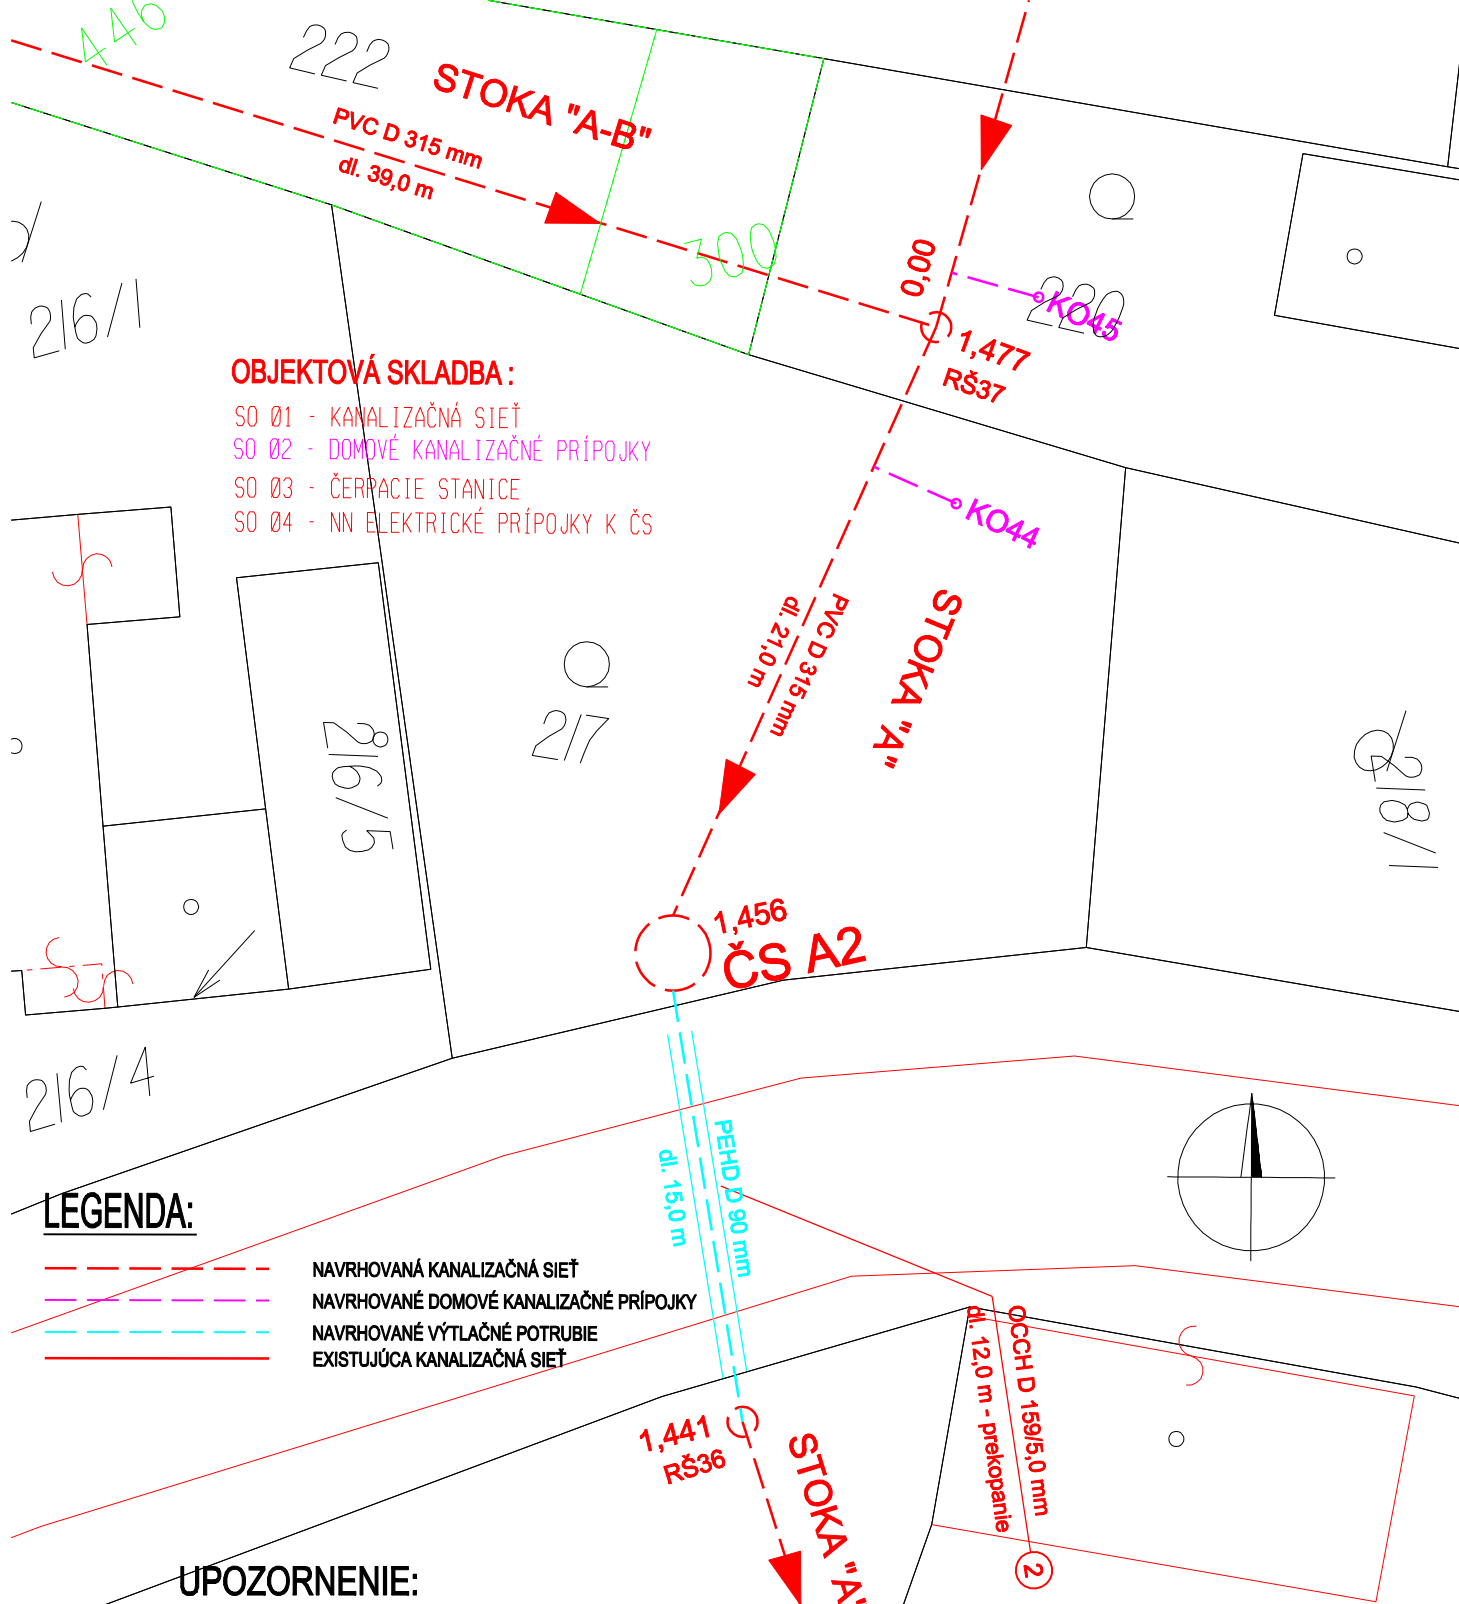 446
222
STOKA "A-B"
PVC D 315 mm
dl. 39,0 m
300
0,00
220
KO45
1,477
RŠ37
216/1
OBJEKTOVÁ SKLADBA :
SO Ø1 - KANALIZAČNÁ SIEŤ
SO Ø2 - DOMOVÉ KANALIZAČNÉ PRÍPOJKY
SO Ø3 - ČERPACIE STANICE
SO Ø4 - NN ELEKTRICKÉ PRÍPOJKY K ČS
KO44
PVC D 315 mm
dl. 21,0 m
STOKA "A"
217
216/5
218/1
1,456
ČS A2
216/4
PEHD D 90 mm
dl. 15,0 m
LEGENDA:
NAVRHOVANÁ KANALIZAČNÁ SIEŤ
NAVRHOVANÉ DOMOVÉ KANALIZAČNÉ PRÍPOJKY
NAVRHOVANÉ VÝTLAČNÉ POTRUBIE
EXISTUJÚCA KANALIZAČNÁ SIEŤ
OCCH D 159/5,0 mm
dl. 12,0 m - prekopanie
2
1,441
RŠ36
STOKA "A"
UPOZORNENIE: